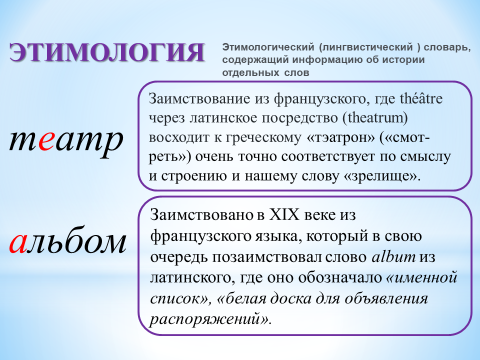 ЭТИМОЛОГИЯ
Этимологический (лингвистический ) словарь,
содержащий информацию об истории
отдельных слов
театр
Заимствование из французского, где théâtre
через латинское посредство (theatrum)
восходит к греческому «тэатрон» («смот-
реть») очень точно соответствует по смыслу
и строению и нашему слову «зрелище».
альбом
Заимствовано в XIX веке из
французского языка, который в свою
очередь позаимствовал слово album из
латинского, где оно обозначало «именной
список», «белая доска для объявления
распоряжений».